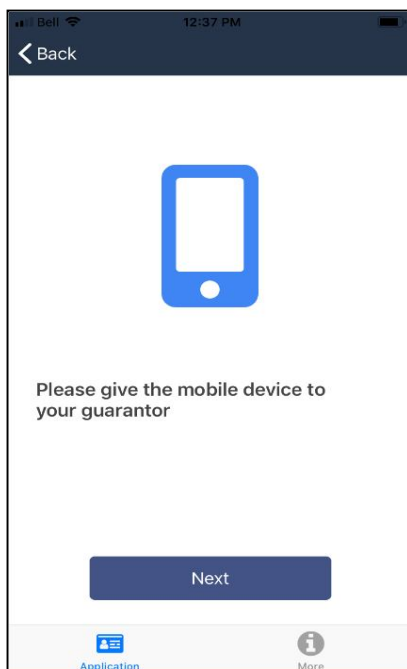 Bell 12:37 PM
Back
Please give the mobile device to
your guarantor
Next
Application More